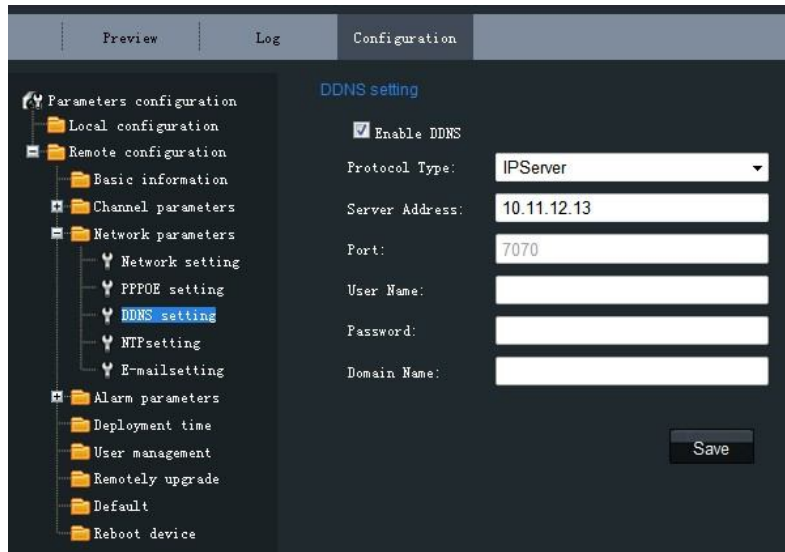 Preview Log Configuration
Parameters configuration
Local configuration
Remote configuration
Basic information
Channel parameters
Network parameters
Network setting
PPPOE setting
DDNS setting
NTPsetting
E-mailsetting
Alarm parameters
Deployment time
User management
Remotely upgrade
Default
Reboot device
DDNS setting
Enable DDNS
Protocol Type: IPServer
Server Address: 10.11.12.13
Port: 7070
User Name:
Password:
Domain Name:
Save